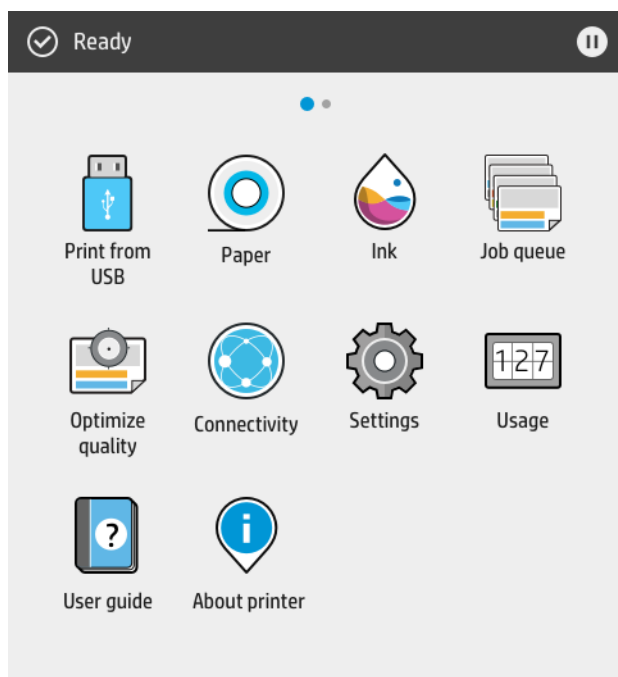 Ready
Print from
USB
Paper
Ink
Job queue
Optimize
quality
Connectivity
Settings
127
Usage
?
User guide
i
About printer